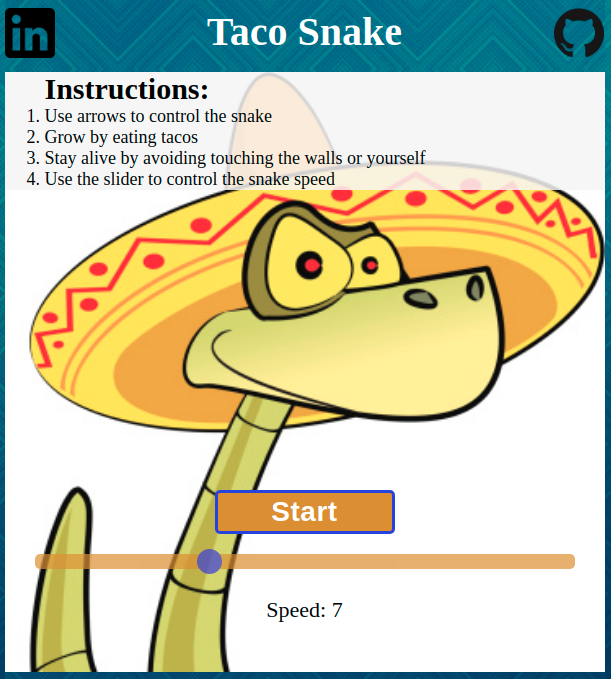 in
Taco Snake
Instructions:
1. Use arrows to control the snake
2. Grow by eating tacos
3. Stay alive by avoiding touching the walls or yourself
4. Use the slider to control the snake speed
Start
Speed: 7